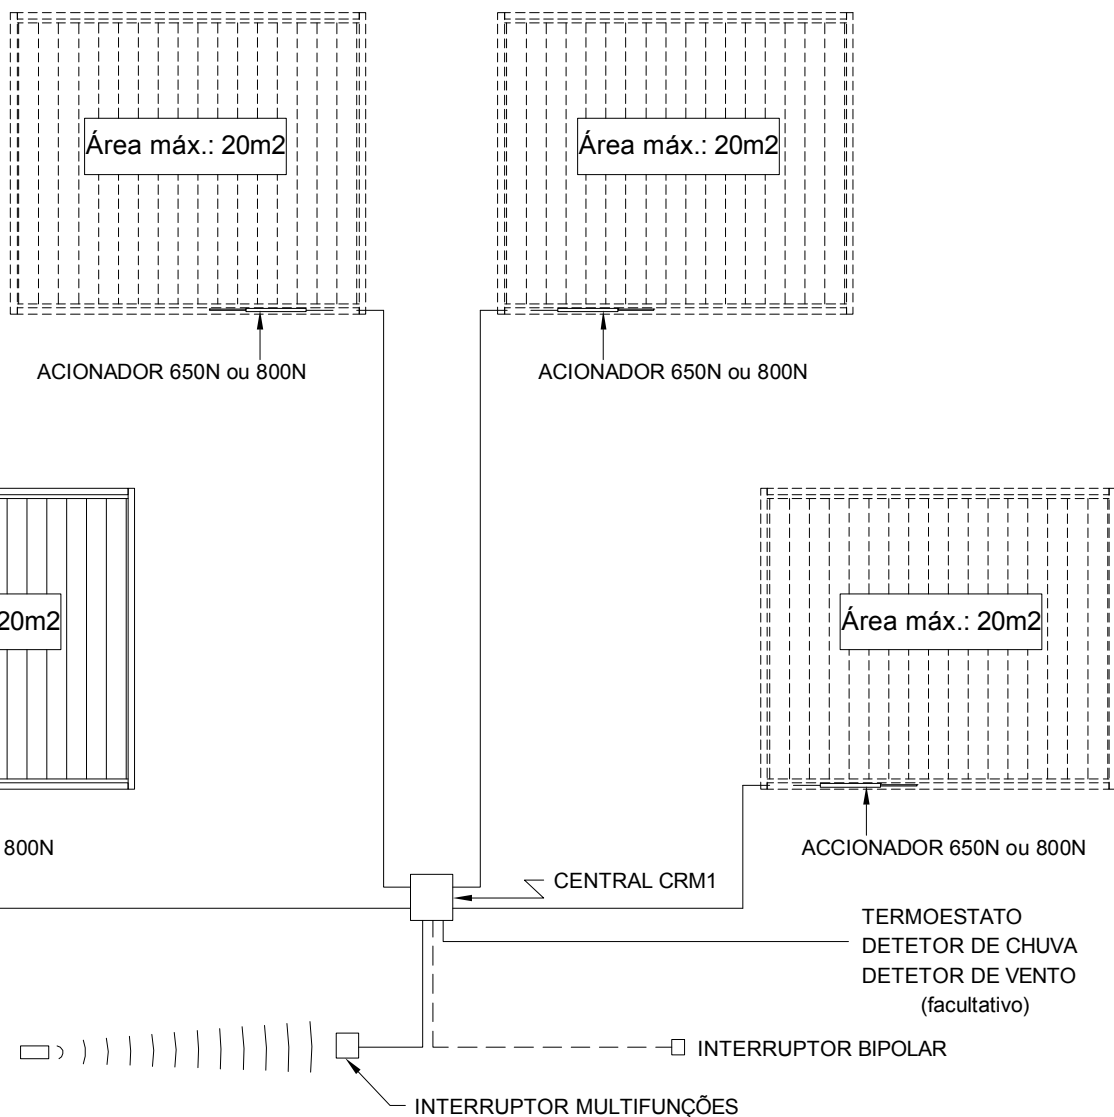 Área máx.: 20m2
Área máx.: 20m2
ACIONADOR 650N ou 800N
ACIONADOR 650N ou 800N
20m2
Área máx.: 20m2
800N
ACCIONADOR 650N ou 800N
CENTRAL CRM1
TERMOESTATO
DETETOR DE CHUVA
DETETOR DE VENTO
(facultativo)
INTERRUPTOR BIPOLAR
INTERRUPTOR MULTIFUNÇÕES